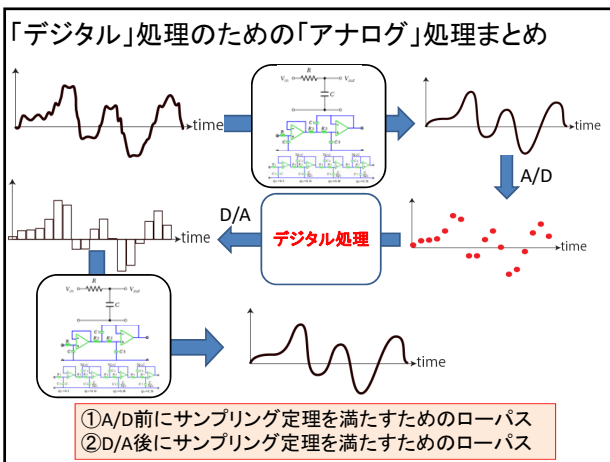 「デジタル」処理のための「アナログ」処理まとめ
time
R
Vin
Vout
C
time
A/D
D/A
デジタル処理
time
time
R
Vin
Vout
C
time
①A/D前にサンプリング定理を満たすためのローパス
②D/A後にサンプリング定理を満たすためのローパス